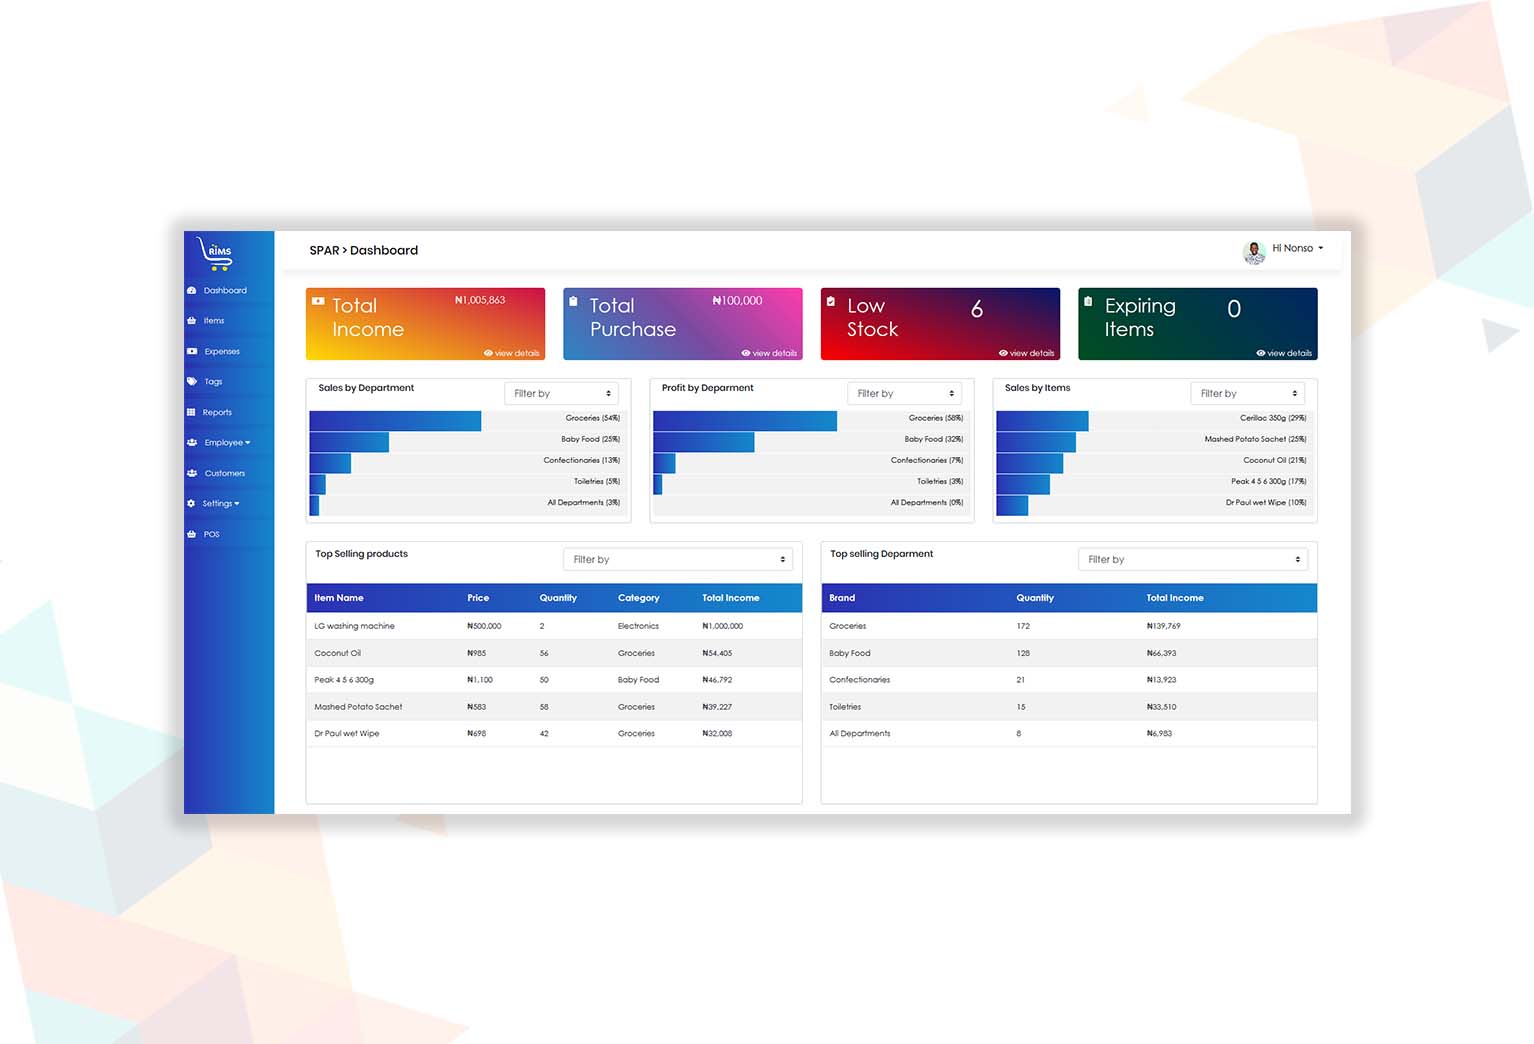 RIMS
SPAR > Dashboard
Hi Nonso
Dashboard
Items
Expenses
Tags
Reports
Employee
Customers
Settings
POS
Total Income
₦1,005,863
view details
Total Purchase
₦100,000
view details
Low Stock
6
view details
Expiring Items
0
view details
Sales by Department
Filter by
Groceries (54%)
Baby Food (25%)
Confectionaries (13%)
Toiletries (5%)
All Departments (3%)
Profit by Deparment
Filter by
Groceries (58%)
Baby Food (32%)
Confectionaries (7%)
Toiletries (3%)
All Departments (0%)
Sales by Items
Filter by
Cerillac 350g (29%)
Mashed Potato Sachet (25%)
Coconut Oil (21%)
Peak 4 5 6 300g (17%)
Dr Paul wet Wipe (10%)
Top Selling products
Filter by
Item Name Price Quantity Category Total Income
LG washing machine ₦500,000 2 Electronics ₦1,000,000
Coconut Oil ₦985 56 Groceries ₦54,405
Peak 4 5 6 300g ₦1,100 50 Baby Food ₦46,792
Mashed Potato Sachet ₦583 58 Groceries ₦39,227
Dr Paul wet Wipe ₦698 42 Groceries ₦32,008
Top selling Deparment
Filter by
Brand Quantity Total Income
Groceries 172 ₦139,769
Baby Food 128 ₦66,393
Confectionaries 21 ₦13,923
Toiletries 15 ₦33,510
All Departments 8 ₦6,983